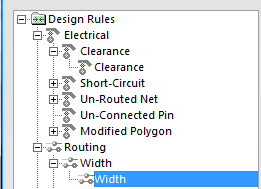 Design Rules
Electrical
Clearance
Clearance
Short-Circuit
Un-Routed Net
Un-Connected Pin
Modified Polygon
Routing
Width
Width